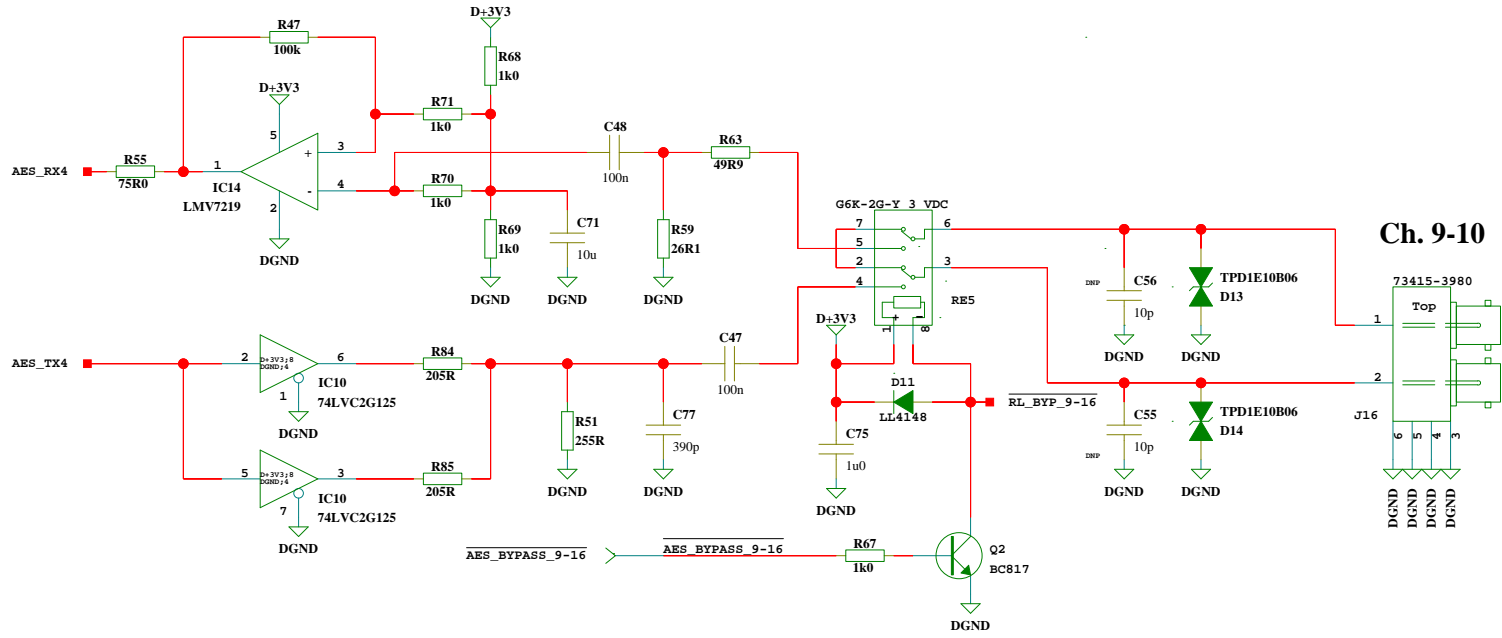 D+3V3
R47
100k
R68
1k0
D+3V3
R71
1k0
C48
100n
R63
49R9
5
3
+
AES_RX4
R55
75R0
1
IC14
LMV7219
4
-
2
DGND
R70
1k0
R69
1k0
DGND
C71
10u
DGND
R59
26R1
DGND
G6K-2G-Y 3 VDC
7
5
2
4
6
3
RE5
+
-
1
8
Ch. 9-10
DNP
C56
10p
DGND
TPD1E10B06
D13
DGND
73415-3980
Top
1
2
J16
6
5
4
3
DGND
DGND
DGND
DGND
DNP
C55
10p
DGND
TPD1E10B06
D14
DGND
D+3V3
D11
LL4148
RL_BYP_9-16
C75
1u0
DGND
AES_TX4
2
D+3V3;8
DGND;4
6
1
IC10
74LVC2G125
DGND
R84
205R
C47
100n
R51
255R
DGND
C77
390p
DGND
5
D+3V3;8
DGND;4
3
7
IC10
74LVC2G125
DGND
R85
205R
AES_BYPASS_9-16
AES_BYPASS_9-16
R67
1k0
Q2
BC817
DGND